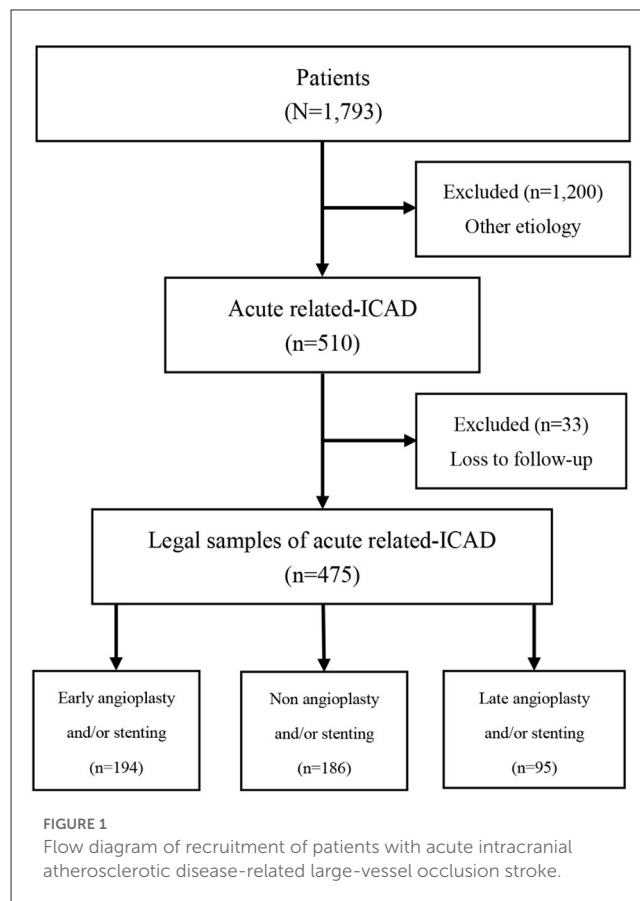 Patients
(N=1,793)
Excluded (n=1,200)
Other etiology
Acute related-ICAD
(n=510)
Excluded (n=33)
Loss to follow-up
Legal samples of acute related-ICAD
(n=475)
Early angioplasty
and/or stenting
(n=194)
Non angioplasty
and/or stenting
(n=186)
Late angioplasty
and/or stenting
(n=95)
FIGURE 1
Flow diagram of recruitment of patients with acute intracranial
atherosclerotic disease-related large-vessel occlusion stroke.